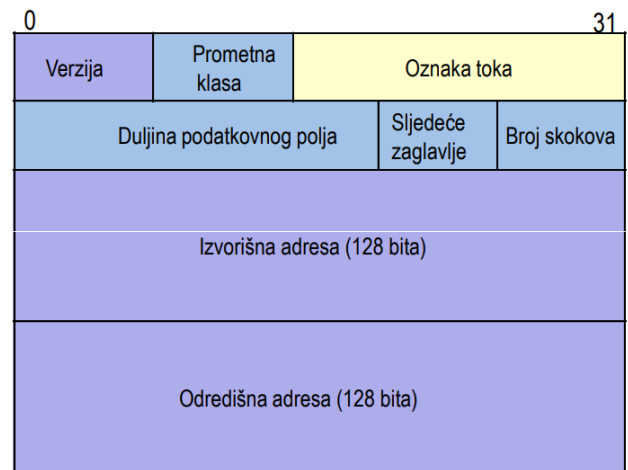 0 31
Verzija
Prometna
klasa
Oznaka toka
Duljina podatkovnog polja
Sljedeće
zaglavlje
Broj skokova
Izvorišna adresa (128 bita)
Odredišna adresa (128 bita)